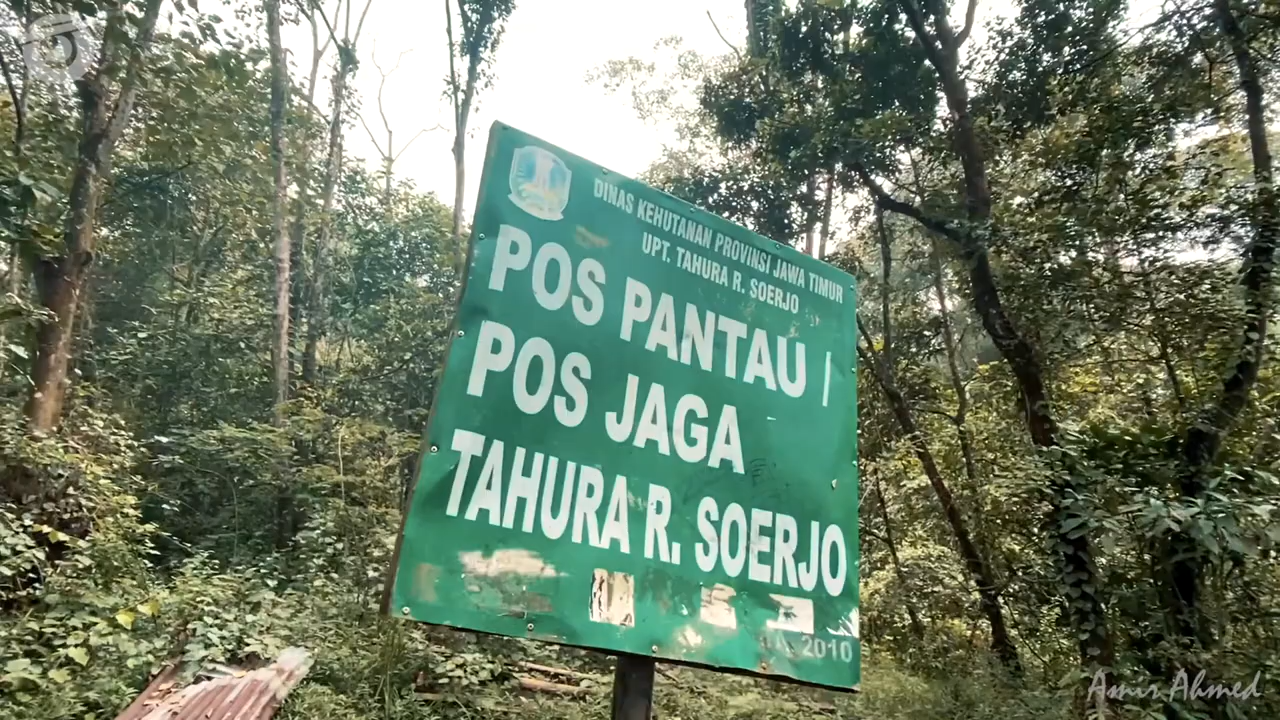 DINAS KEHUTANAN PROVINSI JAWA TIMUR
UPT. TAHURA R. SOERJO
POS PANTAU /
POS JAGA
TAHURA R. SOERJO
2010
Amir Ahmed